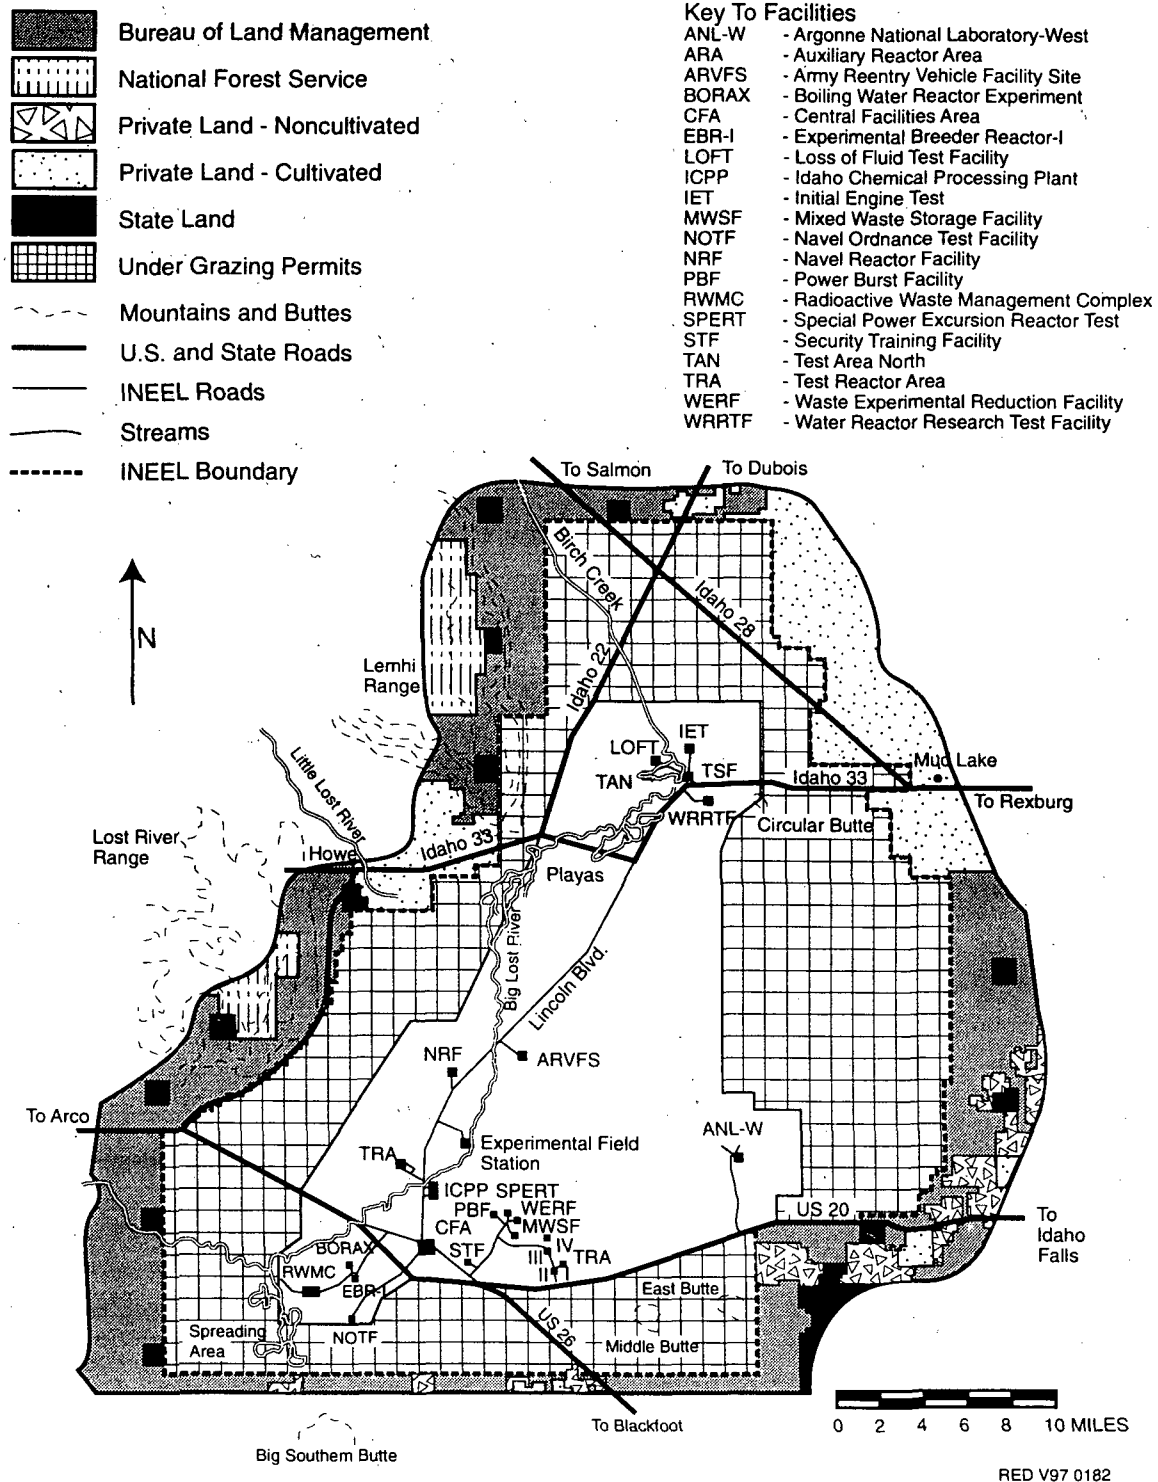 Bureau of Land Management
National Forest Service
Private Land - Noncultivated
Private Land - Cultivated
State Land
Under Grazing Permits
Mountains and Buttes
U.S. and State Roads
INEEL Roads
Streams
INEEL Boundary
Key To Facilities
ANL-W - Argonne National Laboratory-West
ARA - Auxiliary Reactor Area
ARVFS - Army Reentry Vehicle Facility Site
BORAX - Boiling Water Reactor Experiment
CFA - Central Facilities Area
EBR-I - Experimental Breeder Reactor-I
LOFT - Loss of Fluid Test Facility
ICPP - Idaho Chemical Processing Plant
IET - Initial Engine Test
MWSF - Mixed Waste Storage Facility
NOTF - Navel Ordnance Test Facility
NRF - Navel Reactor Facility
PBF - Power Burst Facility
RWMC - Radioactive Waste Management Complex
SPERT - Special Power Excursion Reactor Test
STF - Security Training Facility
TAN - Test Area North
TRA - Test Reactor Area
WERF - Waste Experimental Reduction Facility
WRRTF - Water Reactor Research Test Facility
To Salmon
To Dubois
Birch Creek
Idaho 28
N
Lemhi
Range
Idaho 22
IET
LOFT
TAN
TSF
Mud Lake
Idaho 33
To Rexburg
WRRTF
Circular Butte
Little Lost River
Lost River
Range
Howe
Idaho 33
Playas
Big Lost River
Lincoln Blvd.
NRF
ARVFS
To Arco
ANL-W
Experimental Field
Station
TRA
ICPP SPERT
PBF
WERF
MWSF
CFA
US 20
To
Idaho
Falls
BORAX
STF
IV
III
TRA
II
RWMC
EBR-I
East Butte
US 26
Spreading
Area
NOTF
Middle Butte
To Blackfoot
0 2 4 6 8 10 MILES
Big Southern Butte
RED V97 0182